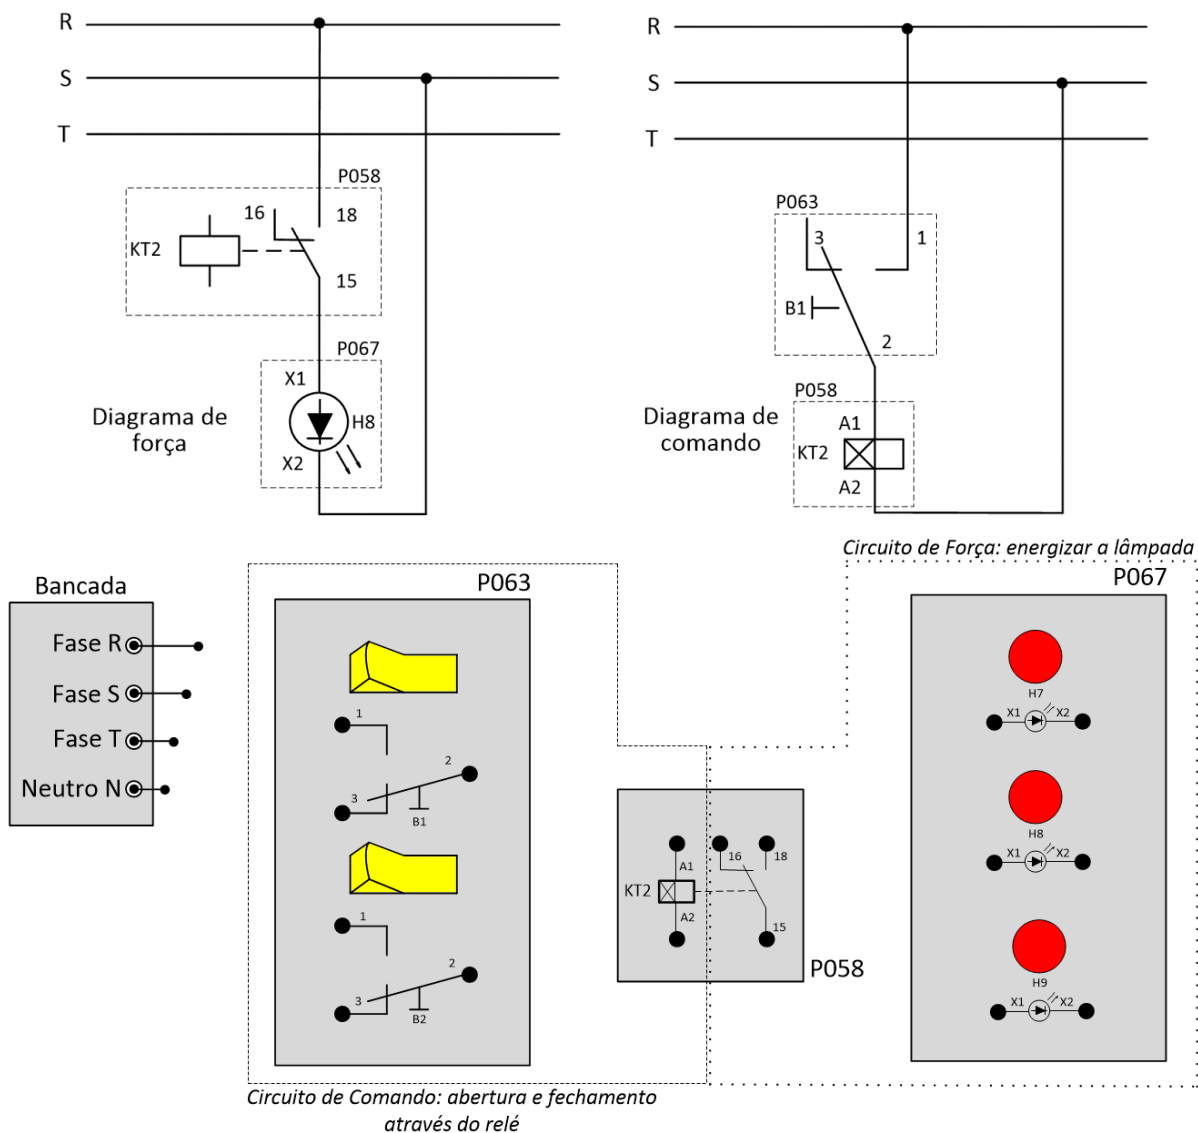 R
S
T
P058
16
18
KT2
15
P067
X1
H8
X2
Diagrama de
força
R
S
T
P063
3
1
B1
2
P058
A1
KT2
A2
Diagrama de
comando
Circuito de Força: energizar a lâmpada
Bancada
Fase R
Fase S
Fase T
Neutro N
P063
1
2
3
B1
1
2
3
B2
A1
16
18
KT2
A2
15
P058
P067
H7
X1
X2
H8
X1
X2
H9
X1
X2
Circuito de Comando: abertura e fechamento
através do relé